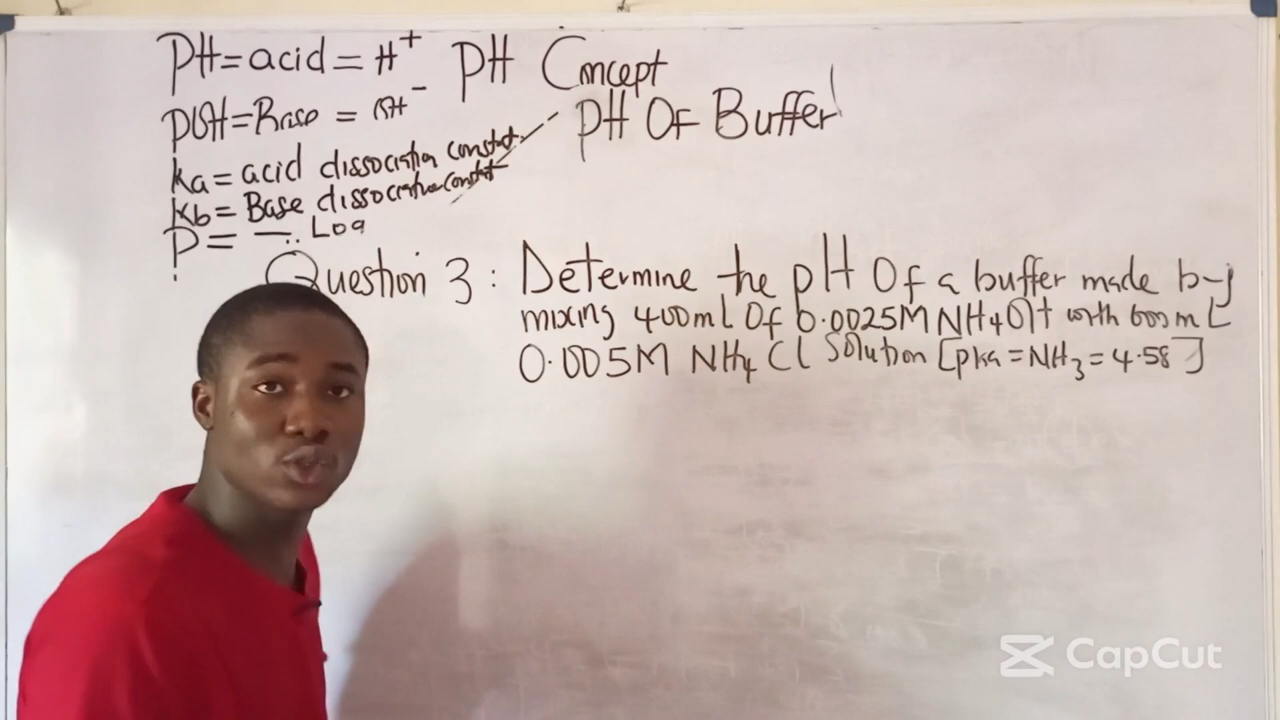 PH = acid = H+
pOH = Base = OH-
ka = acid dissociation constant
kb = Base dissociation constant
P = - .. Log
PH Concept
PH Of Buffer
Question 3 : Determine the pH Of a buffer made by
mixing 400mL Of 0.0025M NH4OH with 600mL
0.005M NH4Cl Solution [pka = NH3 = 4.58]
CapCut